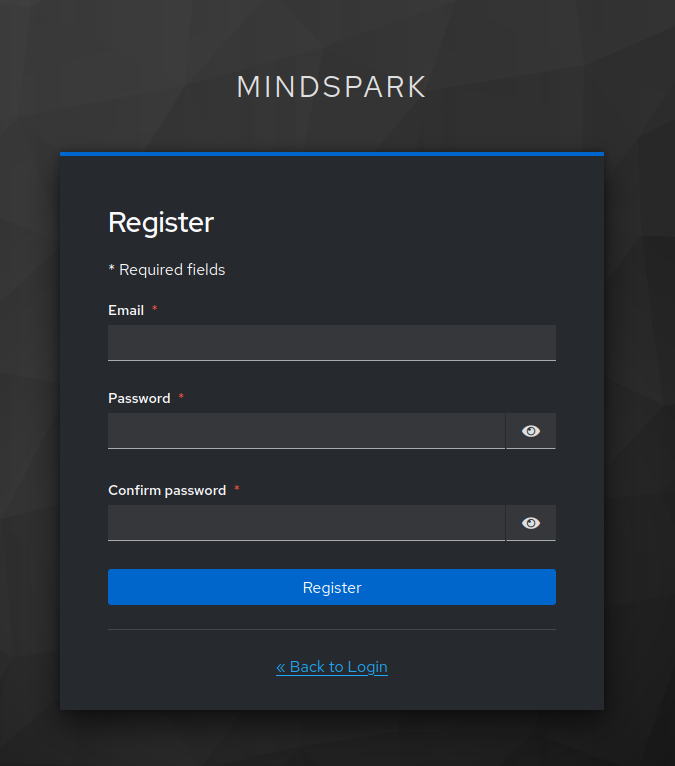 MINDSPARK
Register
* Required fields
Email *
Password *
Confirm password *
Register
« Back to Login